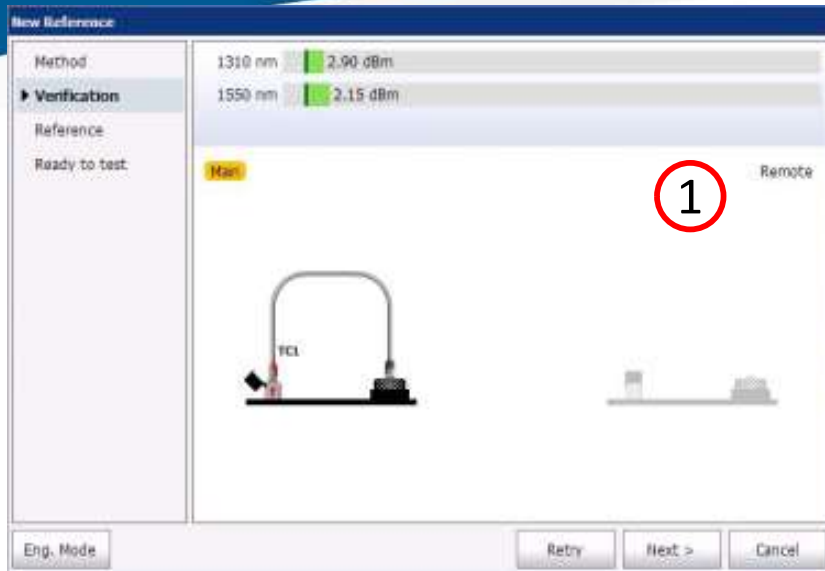 New Reference
Method
Verification
Reference
Ready to test
1310 nm 2.90 dBm
1550 nm 2.15 dBm
Main
1
Remote
TC1
Eng. Mode
Retry
Next >
Cancel